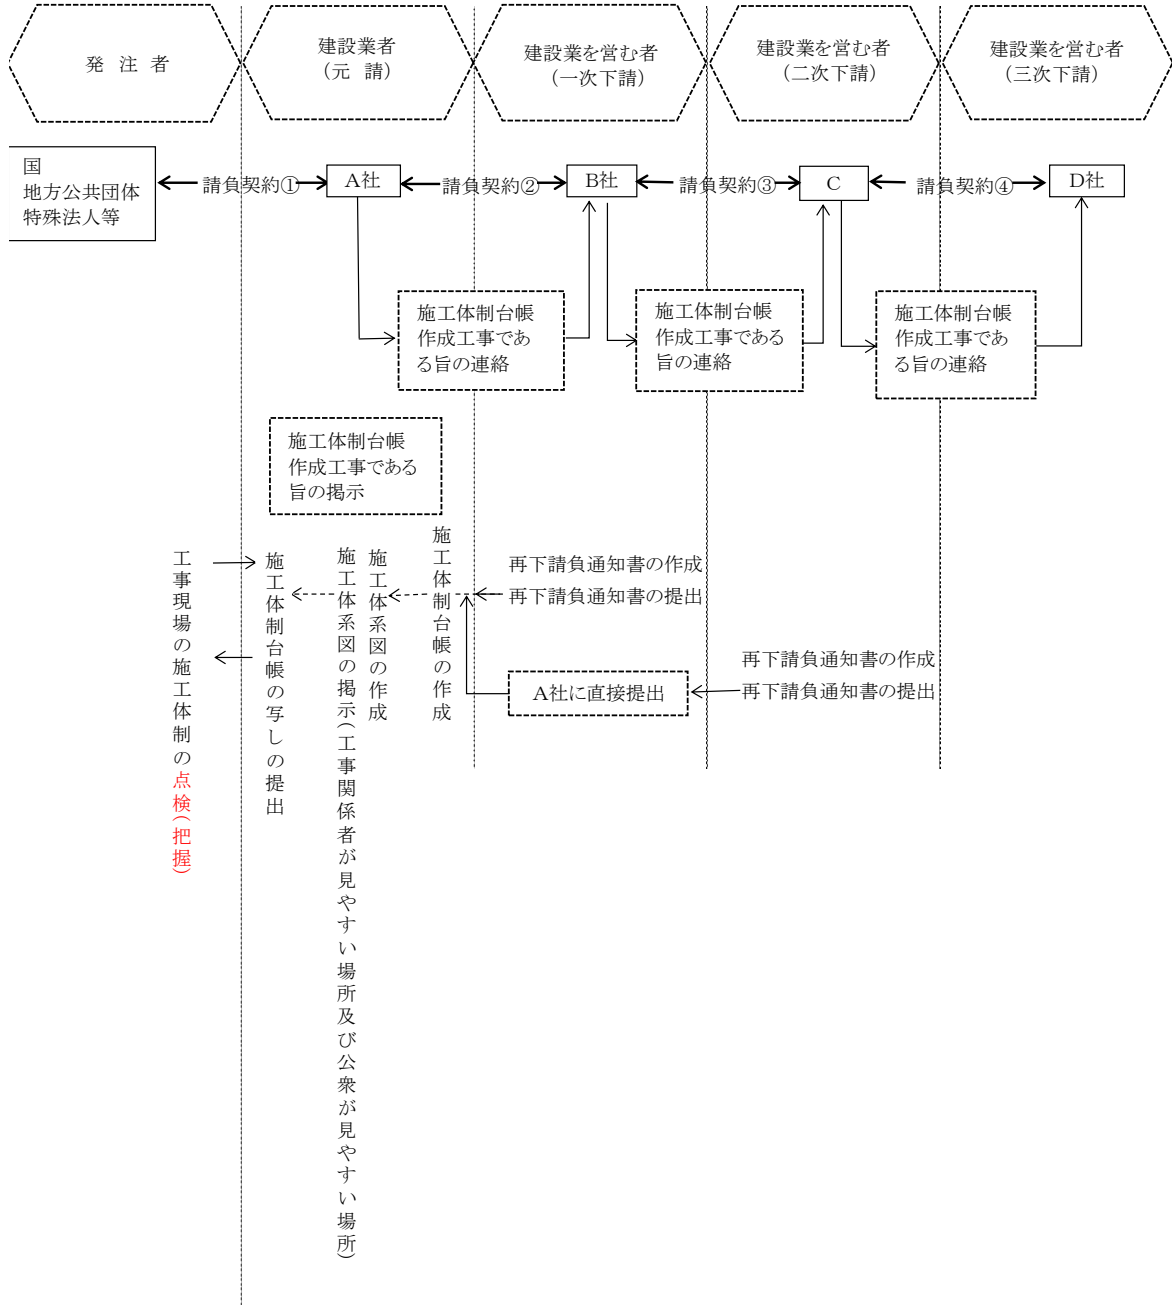 発 注 者
建設業者
（元 請）
建設業を営む者
（一次下請）
建設業を営む者
（二次下請）
建設業を営む者
（三次下請）
国
地方公共団体
特殊法人等
請負契約①
A社
請負契約②
B社
請負契約③
C
請負契約④
D社
施工体制台帳
作成工事であ
る旨の連絡
施工体制台帳
作成工事である
旨の連絡
施工体制台帳
作成工事であ
る旨の連絡
施工体制台帳
作成工事である
旨の掲示
再下請負通知書の作成
再下請負通知書の提出
再下請負通知書の作成
再下請負通知書の提出
A社に直接提出
施工体制台帳の作成
施工体系図の作成
施工体系図の掲示（工事関係者が見やすい場所及び公衆が見やすい場所）
施工体制台帳の写しの提出
工事現場の施工体制の点検（把握）